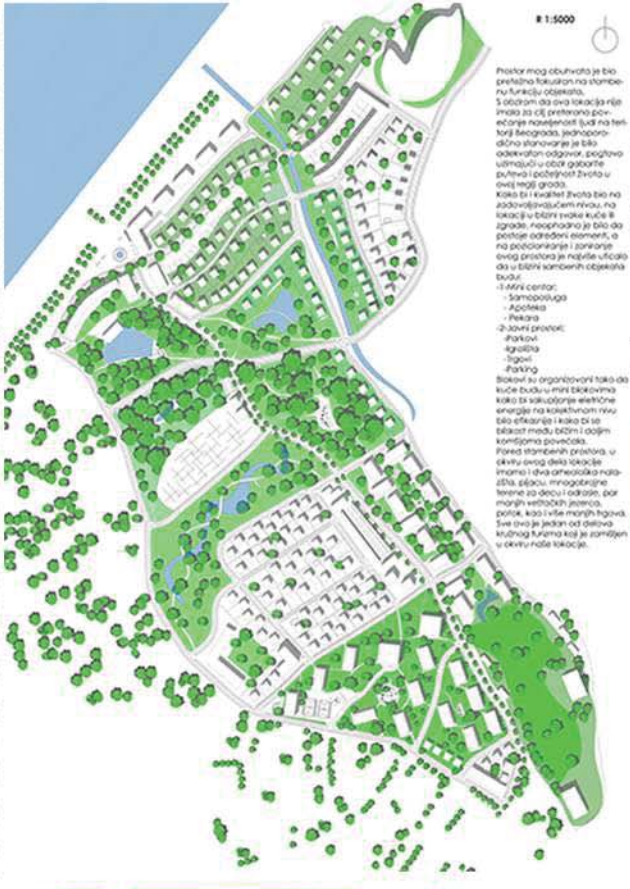 R 1:5000
Prostor mog obuhvata je bio
pretežno fokusiran na stambe-
nu funkciju objekata.
S obzirom da ova lokacija nije
imala za cilj preterano pov-
ećanje naseljenosti ljudi na teri-
toriji Beograda, jednoporo-
dično stanovanje je bilo
adekvatan odgovor, pogotovo
uzimajući u obzir gabarite
puteva i poželjnost života u
ovoj regiji grada.
Kako bi i kvalitet života bio na
zadovoljavajućem nivou, na
lokaciji u blizini svake kuće ili
zgrade, neophodno je bilo da
postoje određeni elementi, a
na pozicioniranje i zoniranje
ovog prostora je najviše uticalo
da u blizini stambenih objekata
budu:
-1-Mini centar:
- Samoposluga
- Apoteka
- Pekara
-2-Javni prostori:
-Parkovi
-Igrališta
-Trgovi
-Parking
Blokovi su organizovani tako da
kuće budu u mini blokovima
kako bi sakupljanje električne
energije na kolektivnom nivou
bilo efikasnije i kako bi se
bliskost među bližim i daljim
komšijama povećala.
Pored stambenih prostora, u
okviru ovog dela lokacije
imamo i dva arheološka nala-
zišta, pijacu, mnogobrojne
terene za decu i odrasle, par
manjih veštačkih jezerca,
potok, kao i više manjih trgova.
Sve ovo je jedan od delova
kružnog turizma koji je zamišljen
u okviru naše lokacije.